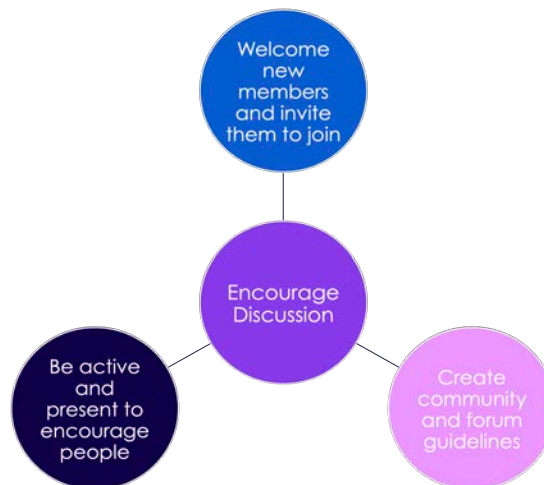 Welcome
new
members
and invite
them to join
Encourage
Discussion
Be active
and
present to
encourage
people
Create
community
and forum
guidelines